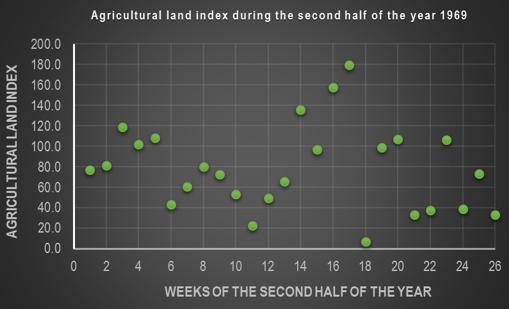 Agricultural land index during the second half of the year 1969
AGRICULTURAL LAND INDEX
200.0
180.0
160.0
140.0
120.0
100.0
80.0
60.0
40.0
20.0
0.0
0 2 4 6 8 10 12 14 16 18 20 22 24 26
WEEKS OF THE SECOND HALF OF THE YEAR